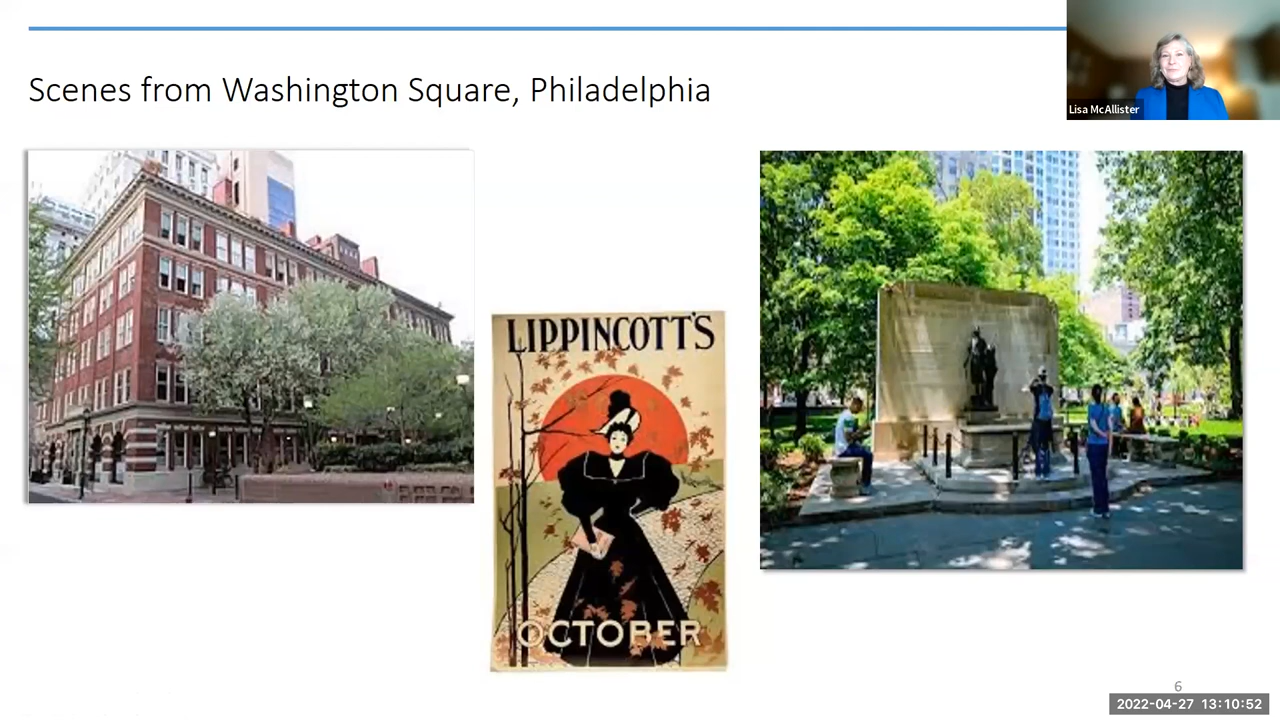 Scenes from Washington Square, Philadelphia
Lisa McAllister
LIPPINCOTT'S
OCTOBER
6
2022-04-27 13:10:52